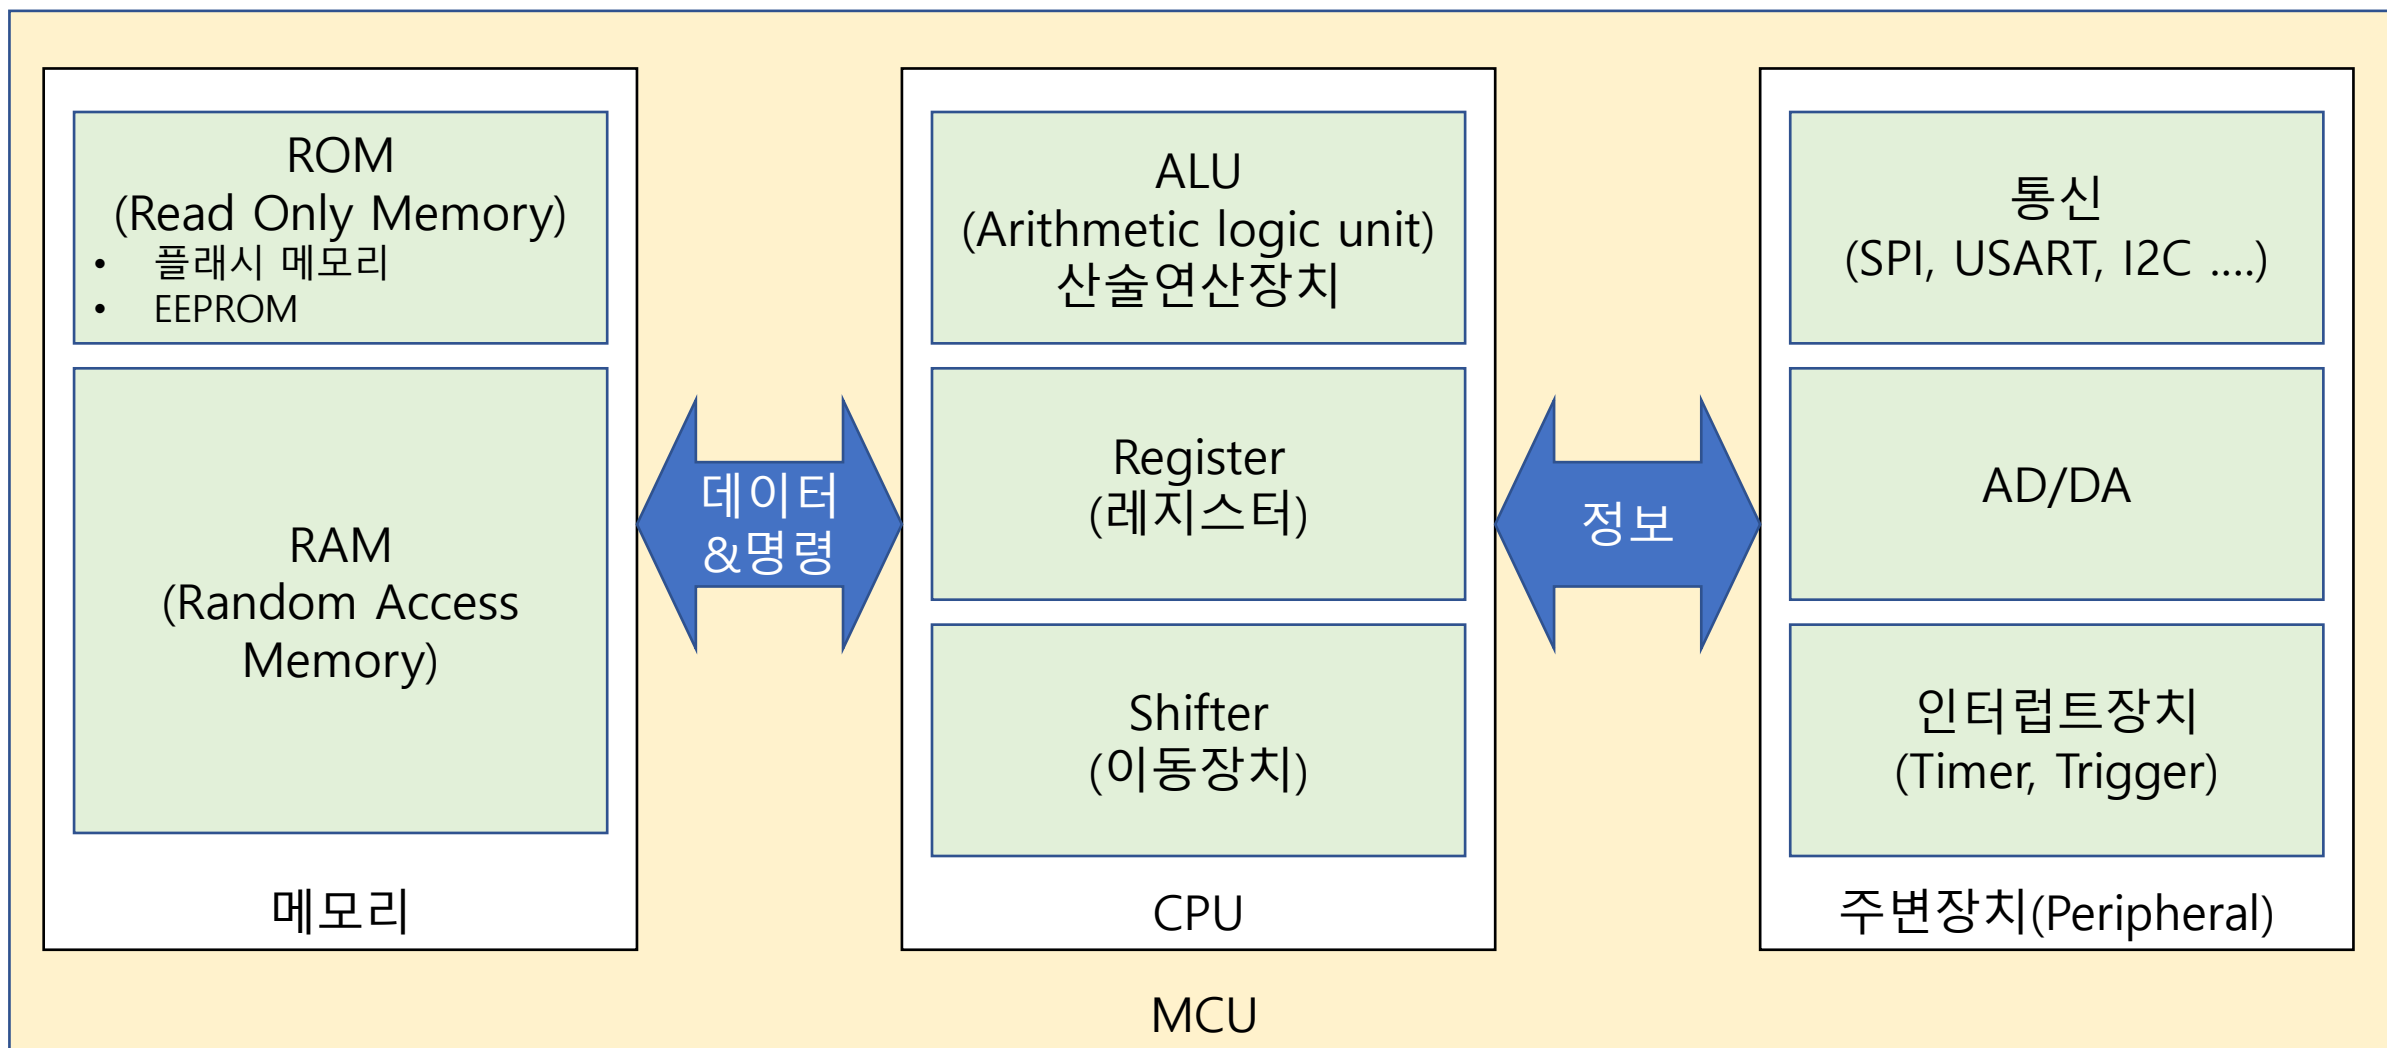 ROM
(Read Only Memory)
• 플래시 메모리
• EEPROM
RAM
(Random Access
Memory)
메모리
데이터
&명령
ALU
(Arithmetic logic unit)
산술연산장치
Register
(레지스터)
Shifter
(이동장치)
CPU
정보
통신
(SPI, USART, I2C ....)
AD/DA
인터럽트장치
(Timer, Trigger)
주변장치(Peripheral)
MCU